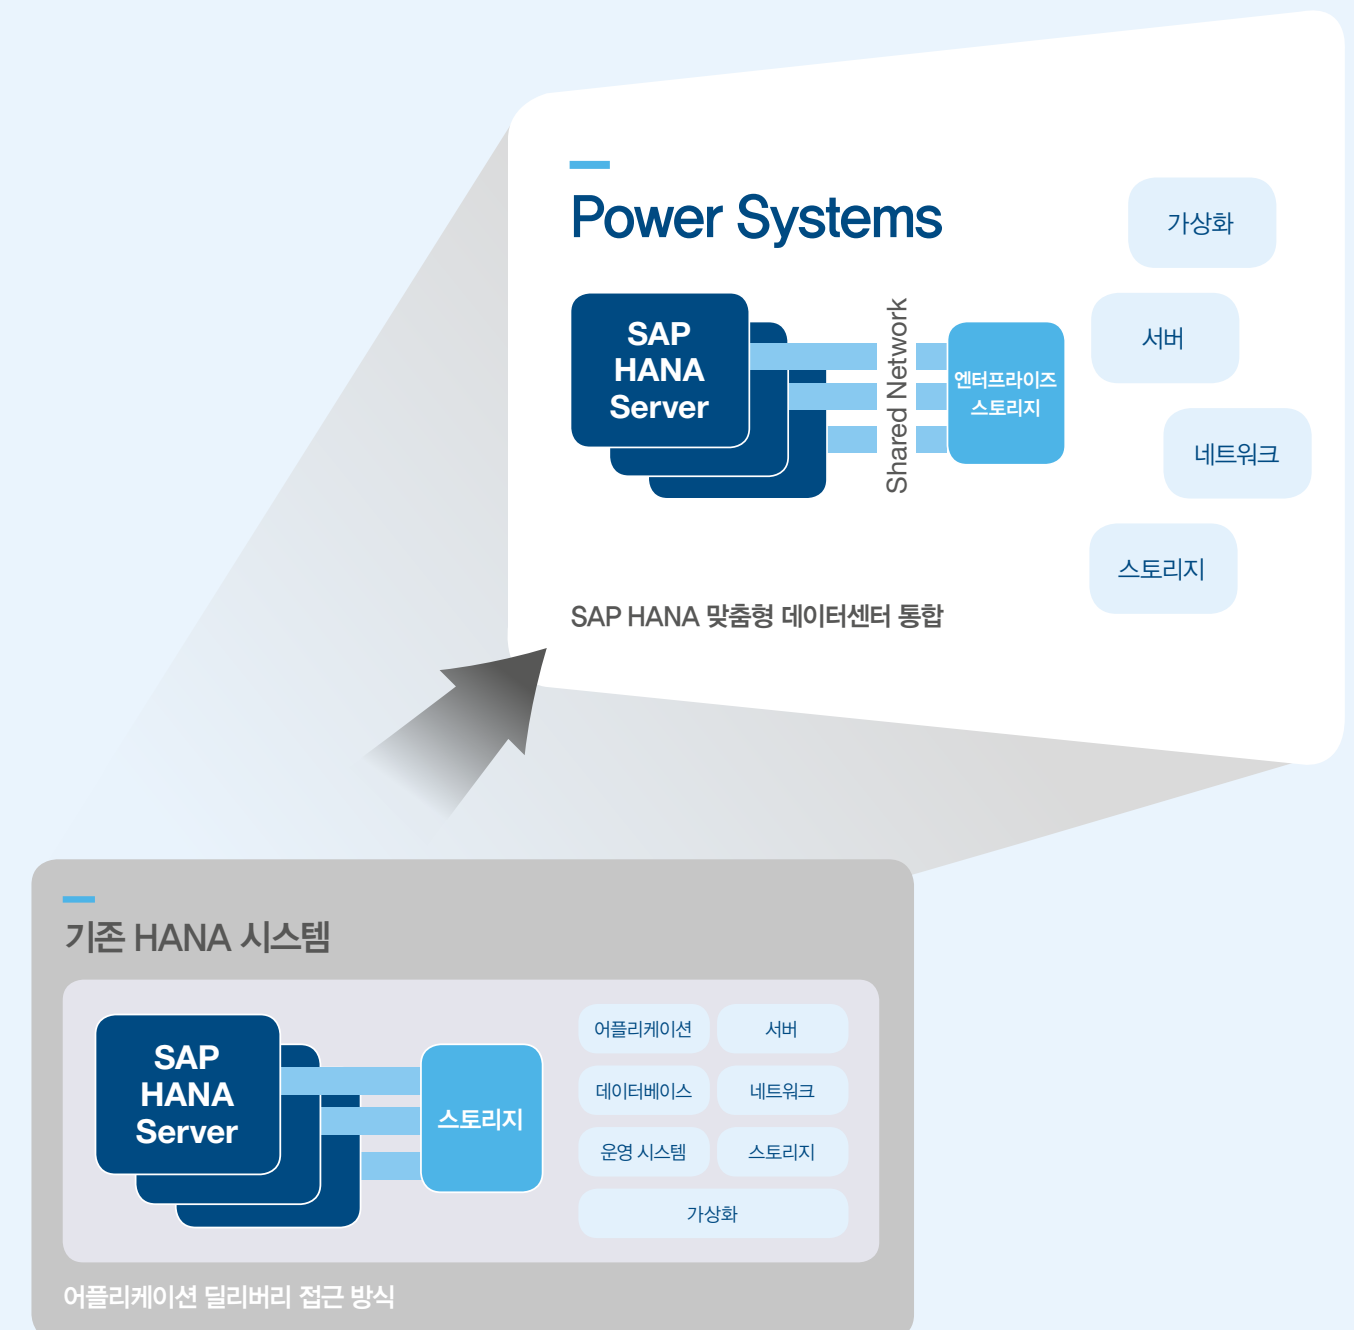 Power Systems
SAP
HANA
Server
Shared Network
엔터프라이즈
스토리지
가상화
서버
네트워크
스토리지
SAP HANA 맞춤형 데이터센터 통합
기존 HANA 시스템
SAP
HANA
Server
스토리지
어플리케이션
서버
데이터베이스
네트워크
운영 시스템
스토리지
가상화
어플리케이션 딜리버리 접근 방식